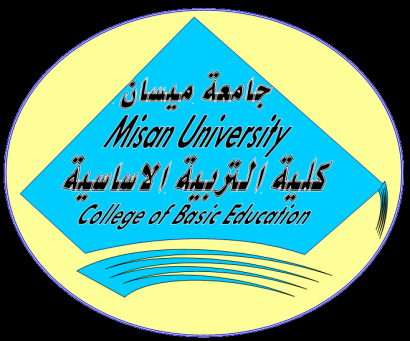 جامعة ميسان
Misan University
كلية التربية الاساسية
College of Basic Education